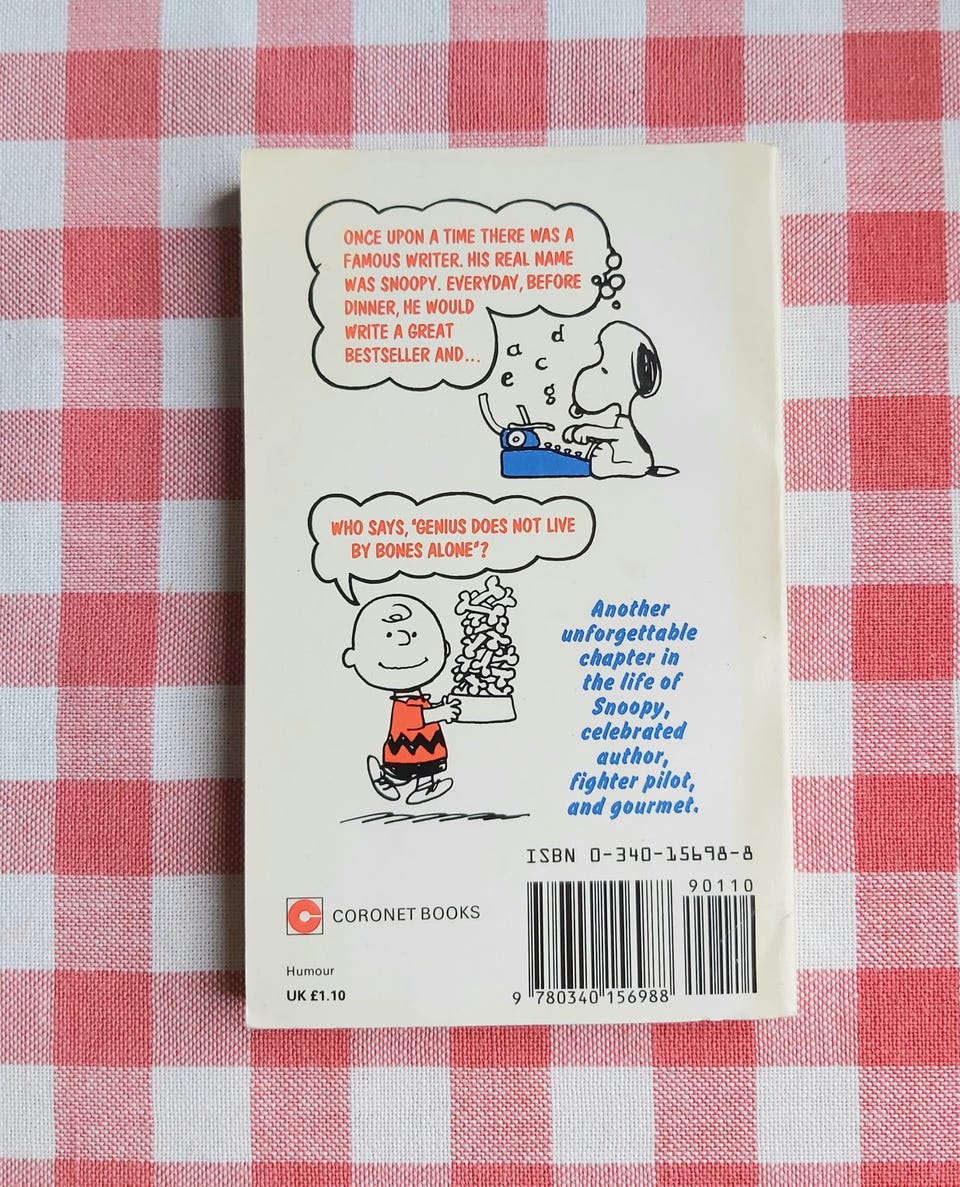 ONCE UPON A TIME THERE WAS A
FAMOUS WRITER. HIS REAL NAME
WAS SNOOPY. EVERYDAY, BEFORE
DINNER, HE WOULD
WRITE A GREAT
BESTSELLER AND...
d
a
c
e
g
WHO SAYS, "GENIUS DOES NOT LIVE
BY BONES ALONE"?
Another
unforgettable
chapter in
the life of
Snoopy,
celebrated
author,
fighter pilot,
and gourmet.
ISBN 0-340-15698-8
90110
CORONET BOOKS
Humour
UK £1.10
9 780340 156988